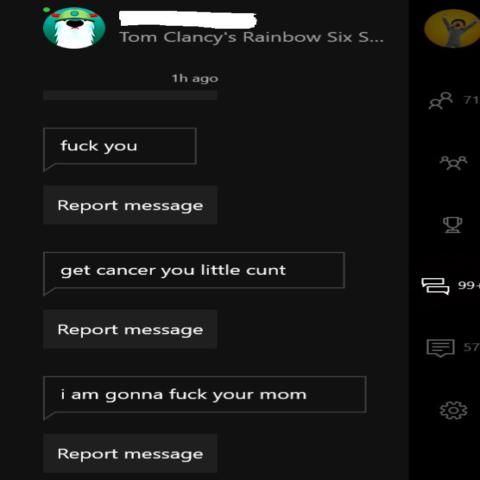 Tom Clancy's Rainbow Six S...
1h ago
fuck you
Report message
get cancer you little cunt
Report message
i am gonna fuck your mom
Report message
71
99+
57